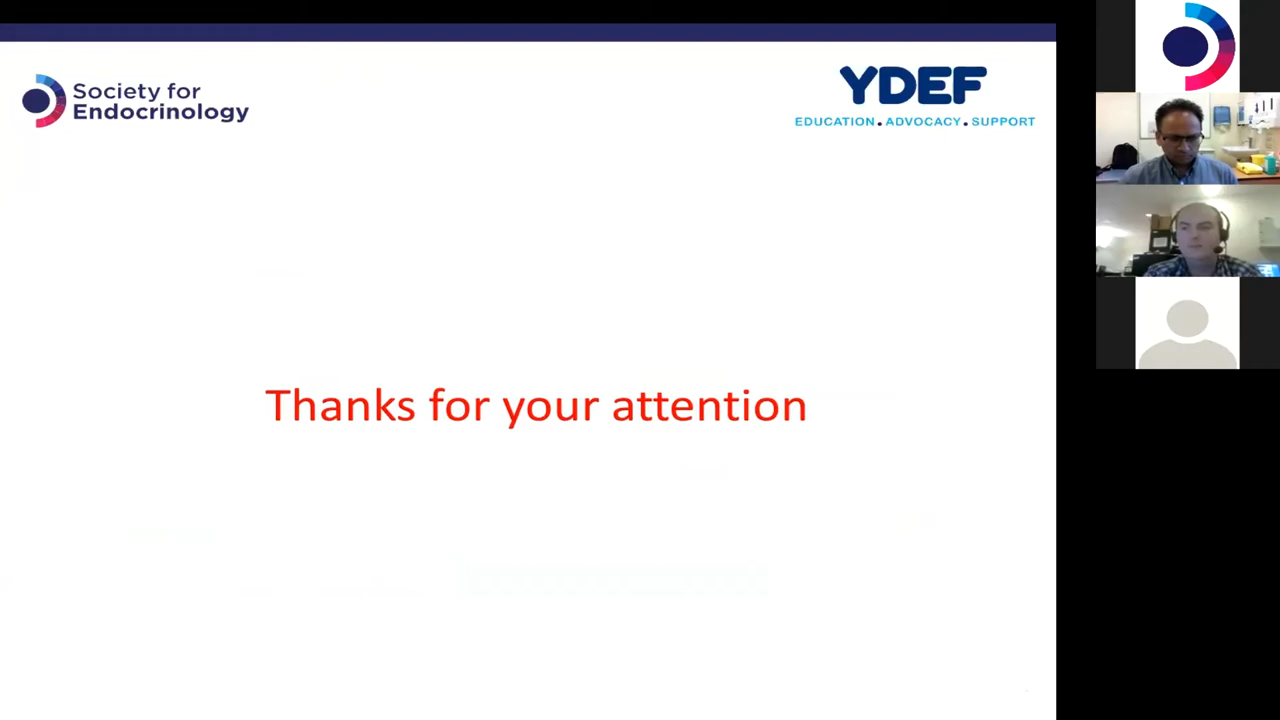 Society for
Endocrinology
YDEF
EDUCATION.ADVOCACY.SUPPORT
Thanks for your attention